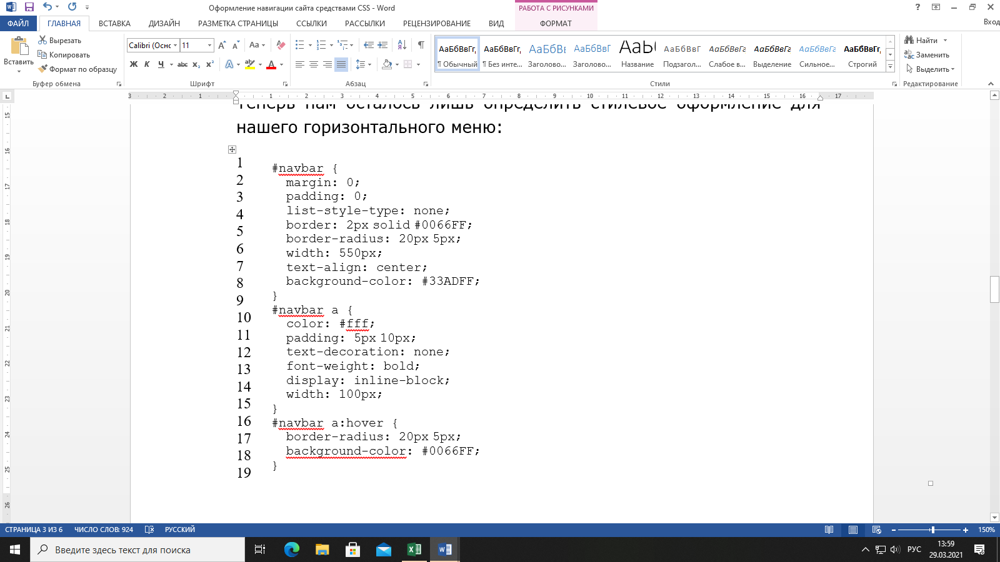 Оформление навигации сайта средствами CSS - Word
РАБОТА С РИСУНКАМИ
?
ФАЙЛ ГЛАВНАЯ ВСТАВКА ДИЗАЙН РАЗМЕТКА СТРАНИЦЫ ССЫЛКИ РАССЫЛКИ РЕЦЕНЗИРОВАНИЕ ВИД ФОРМАТ Вход
Вставить
Вырезать
Копировать
Формат по образцу
Буфер обмена
Calibri (Оснс 11
Ж К Ч abc x₂ x²
Шрифт
Абзац
АаБбВвГг, АаБбВвГг, АаБбВв АаБбВвГ АаБ АаБбВвГ АаБбВвГг АаБбВвГг АаБбВвГг АаБбВвГг,
¶ Обычный ¶ Без инте... Заголово... Заголово... Название Подзагол... Слабое в... Выделение Сильное... Строгий
Стили
Найти
Заменить
Выделить
Редактирование
3 2 1 1 2 3 4 5 6 7 8 9 10 11 12 13 14 15 16 17
15 16 17 18 19 20 21 22 23 24 25 26
Теперь нам осталось лишь определить стилевое оформление для
нашего горизонтального меню:
1
2
3
4
5
6
7
8
9
10
11
12
13
14
15
16
17
18
19
#navbar {
margin: 0;
padding: 0;
list-style-type: none;
border: 2px solid #0066FF;
border-radius: 20px 5px;
width: 550px;
text-align: center;
background-color: #33ADFF;
}
#navbar a {
color: #fff;
padding: 5px 10px;
text-decoration: none;
font-weight: bold;
display: inline-block;
width: 100px;
}
#navbar a:hover {
border-radius: 20px 5px;
background-color: #0066FF;
}
СТРАНИЦА 3 ИЗ 6 ЧИСЛО СЛОВ: 924 РУССКИЙ 150%
Введите здесь текст для поиска
РУС
13:59
29.03.2021